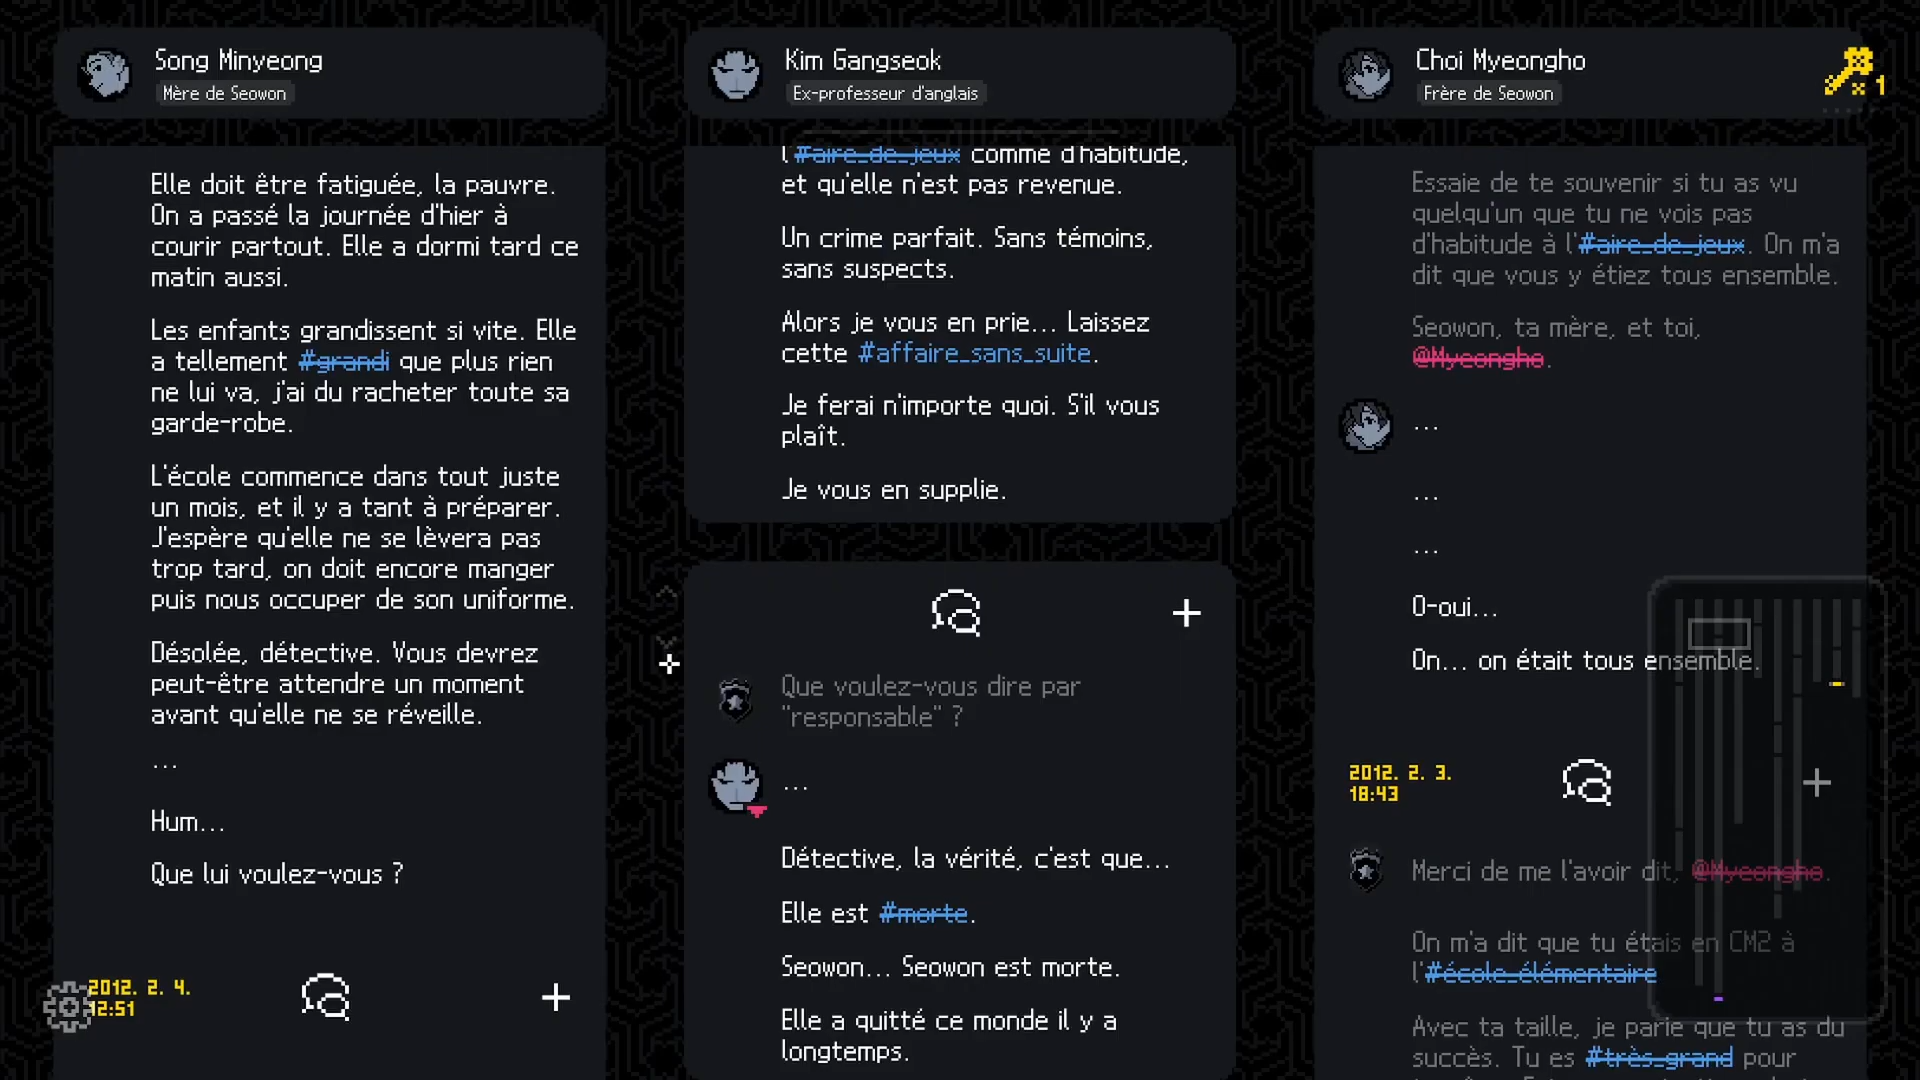 Song Minyeong
Mère de Seowon
Elle doit être fatiguée, la pauvre.
On a passé la journée d'hier à
courir partout. Elle a dormi tard ce
matin aussi.
Les enfants grandissent si vite. Elle
a tellement #grandi que plus rien
ne lui va, j'ai du racheter toute sa
garde-robe.
L'école commence dans tout juste
un mois, et il y a tant à préparer.
J'espère qu'elle ne se lèvera pas
trop tard, on doit encore manger
puis nous occuper de son uniforme.
Désolée, détective. Vous devrez
peut-être attendre un moment
avant qu'elle ne se réveille.
...
Hum...
Que lui voulez-vous ?
2012. 2. 4.
12:51
Kim Gangseok
Ex-professeur d'anglais
l'#aire_de_jeux comme d'habitude,
et qu'elle n'est pas revenue.
Un crime parfait. Sans témoins,
sans suspects.
Alors je vous en prie... Laissez
cette #affaire_sans_suite.
Je ferai n'importe quoi. S'il vous
plaît.
Je vous en supplie.
Que voulez-vous dire par
"responsable" ?
...
Détective, la vérité, c'est que...
Elle est #morte.
Seowon... Seowon est morte.
Elle a quitté ce monde il y a
longtemps.
Choi Myeongho
Frère de Seowon
x 1
Essaie de te souvenir si tu as vu
quelqu'un que tu ne vois pas
d'habitude à l'#aire_de_jeux. On m'a
dit que vous y étiez tous ensemble.
Seowon, ta mère, et toi,
@Myeongho.
...
...
...
O-oui...
On... on était tous ensemble.
2012. 2. 3.
18:43
Merci de me l'avoir dit, @Myeongho.
On m'a dit que tu étais en CM2 à
l'#école_élémentaire
Avec ta taille, je parie que tu as du
succès. Tu es #très_grand pour